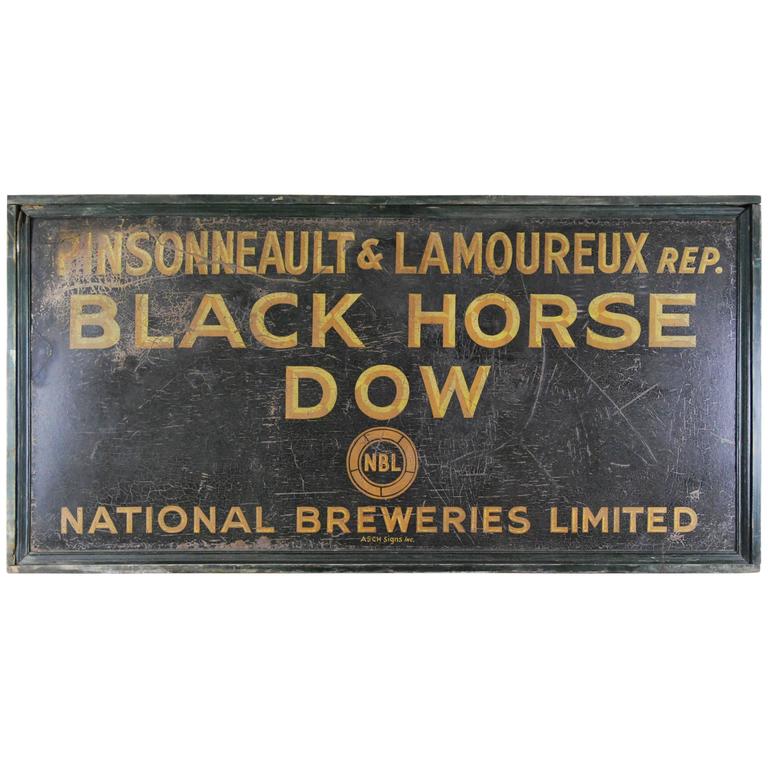 PINSONNEAULT & LAMOUREUX REP.
BLACK HORSE
DOW
NBL
NATIONAL BREWERIES LIMITED
ASCH Signs Inc.